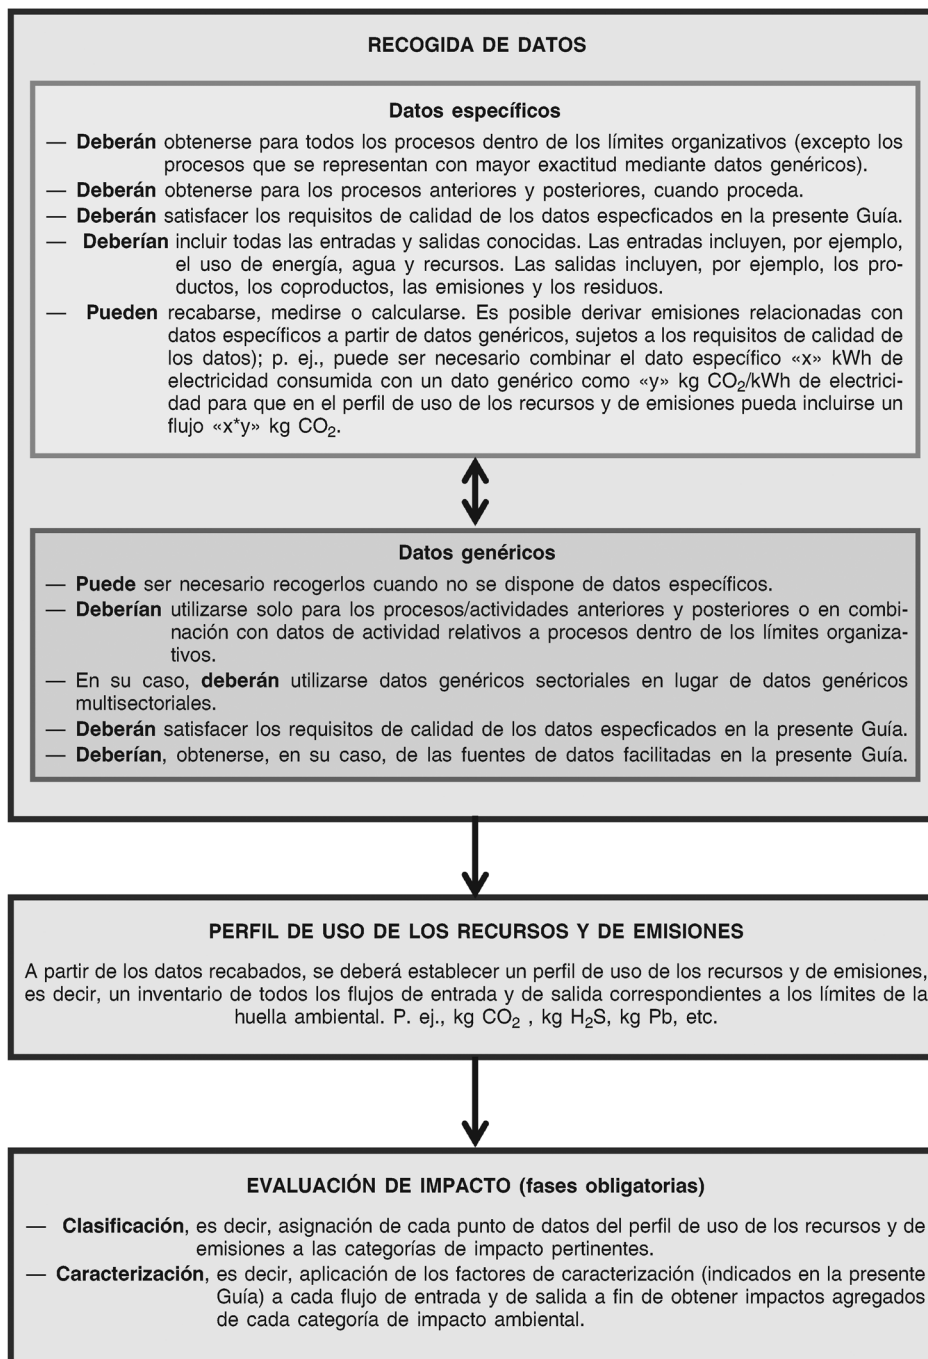 RECOGIDA DE DATOS
Datos específicos
— Deberán obtenerse para todos los procesos dentro de los límites organizativos (excepto los
procesos que se representan con mayor exactitud mediante datos genéricos).
— Deberán obtenerse para los procesos anteriores y posteriores, cuando proceda.
— Deberán satisfacer los requisitos de calidad de los datos especficados en la presente Guía.
— Deberían incluir todas las entradas y salidas conocidas. Las entradas incluyen, por ejemplo,
el uso de energía, agua y recursos. Las salidas incluyen, por ejemplo, los pro-
ductos, los coproductos, las emisiones y los residuos.
— Pueden recabarse, medirse o calcularse. Es posible derivar emisiones relacionadas con
datos específicos a partir de datos genéricos, sujetos a los requisitos de calidad de
los datos); p. ej., puede ser necesario combinar el dato específico «x» kWh de
electricidad consumida con un dato genérico como «y» kg CO₂/kWh de electrici-
dad para que en el perfil de uso de los recursos y de emisiones pueda incluirse un
flujo «x*y» kg CO₂.
Datos genéricos
— Puede ser necesario recogerlos cuando no se dispone de datos específicos.
— Deberían utilizarse solo para los procesos/actividades anteriores y posteriores o en combi-
nación con datos de actividad relativos a procesos dentro de los límites organiza-
tivos.
— En su caso, deberán utilizarse datos genéricos sectoriales en lugar de datos genéricos
multisectoriales.
— Deberán satisfacer los requisitos de calidad de los datos especficados en la presente Guía.
— Deberían, obtenerse, en su caso, de las fuentes de datos facilitadas en la presente Guía.
PERFIL DE USO DE LOS RECURSOS Y DE EMISIONES
A partir de los datos recabados, se deberá establecer un perfil de uso de los recursos y de emisiones,
es decir, un inventario de todos los flujos de entrada y de salida correspondientes a los límites de la
huella ambiental. P. ej., kg CO₂ , kg H₂S, kg Pb, etc.
EVALUACIÓN DE IMPACTO (fases obligatorias)
— Clasificación, es decir, asignación de cada punto de datos del perfil de uso de los recursos y de
emisiones a las categorías de impacto pertinentes.
— Caracterización, es decir, aplicación de los factores de caracterización (indicados en la presente
Guía) a cada flujo de entrada y de salida a fin de obtener impactos agregados
de cada categoría de impacto ambiental.